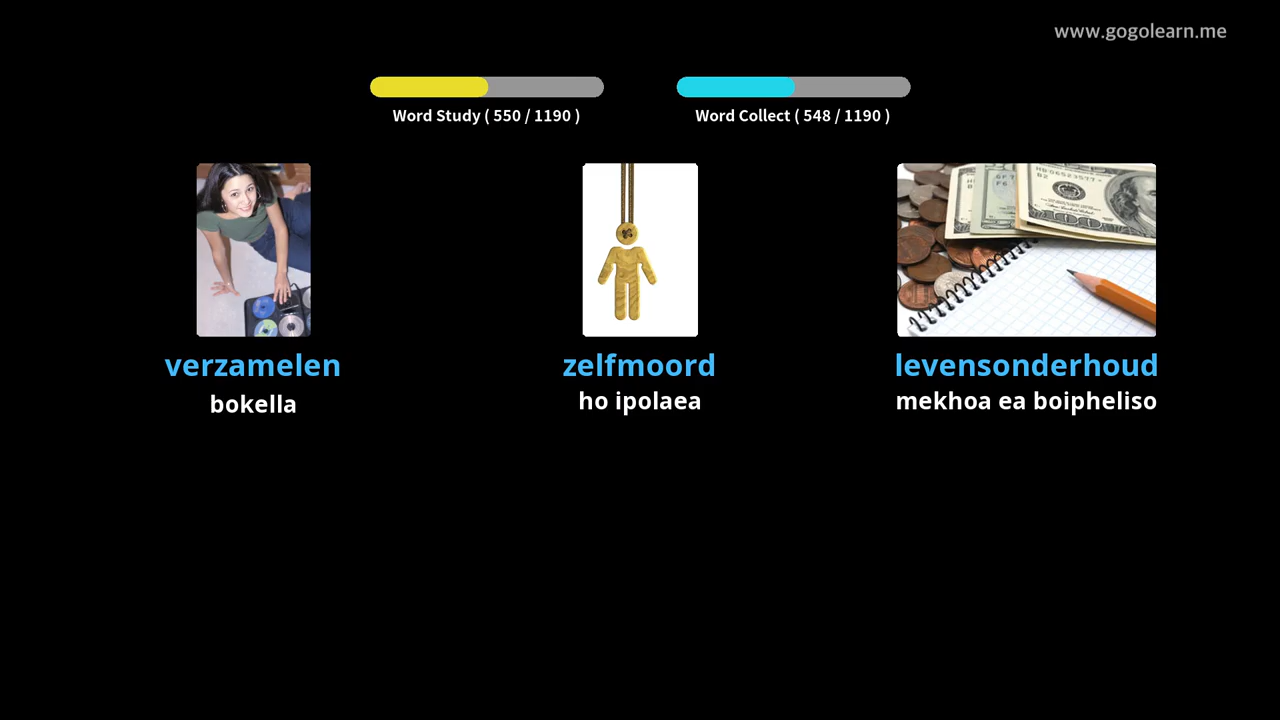 www.gogolearn.me
Word Study ( 550 / 1190 )
Word Collect ( 548 / 1190 )
verzamelen
bokella
zelfmoord
ho ipolaea
levensonderhoud
mekhoa ea boipheliso